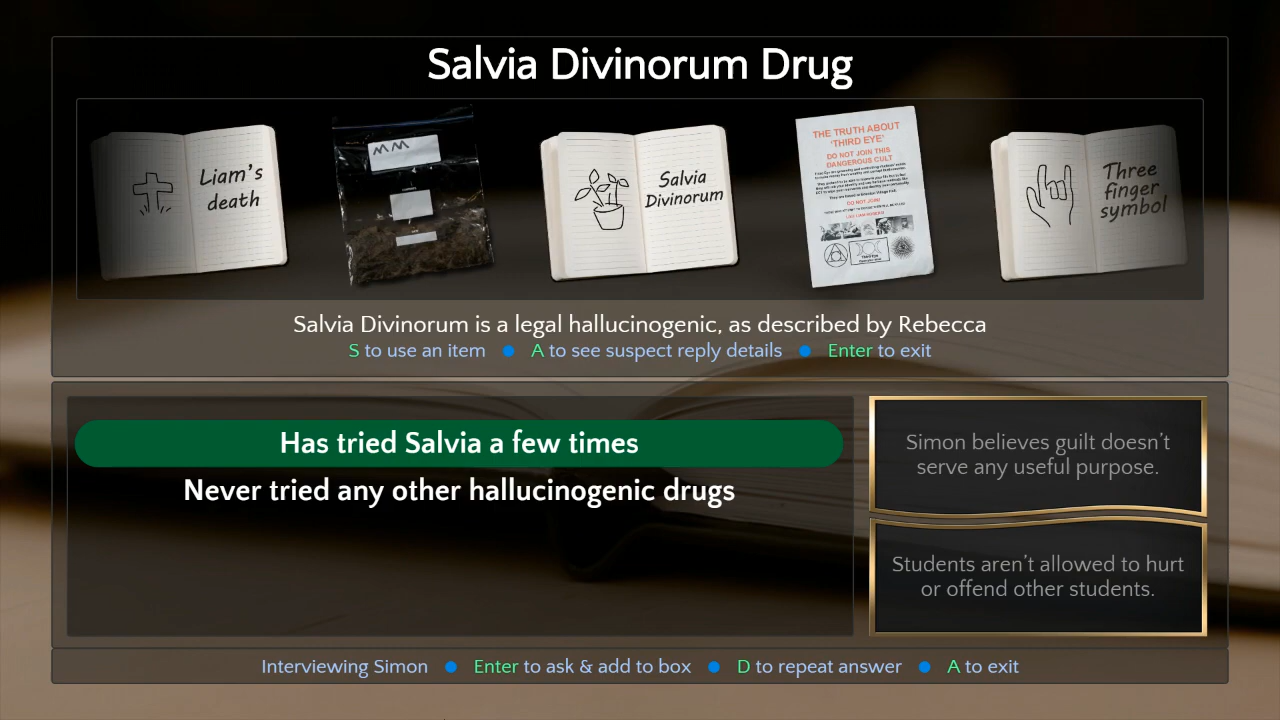 Salvia Divinorum Drug
Liam's
death
MM
Salvia
Divinorum
THE TRUTH ABOUT
'THIRD EYE'
DO NOT JOIN THIS
DANGEROUS CULT
DO NOT JOIN!
Three
finger
symbol
Salvia Divinorum is a legal hallucinogenic, as described by Rebecca
S to use an item
A to see suspect reply details
Enter to exit
Has tried Salvia a few times
Never tried any other hallucinogenic drugs
Simon believes guilt doesn't
serve any useful purpose.
Students aren't allowed to hurt
or offend other students.
Interviewing Simon
Enter to ask & add to box
D to repeat answer
A to exit